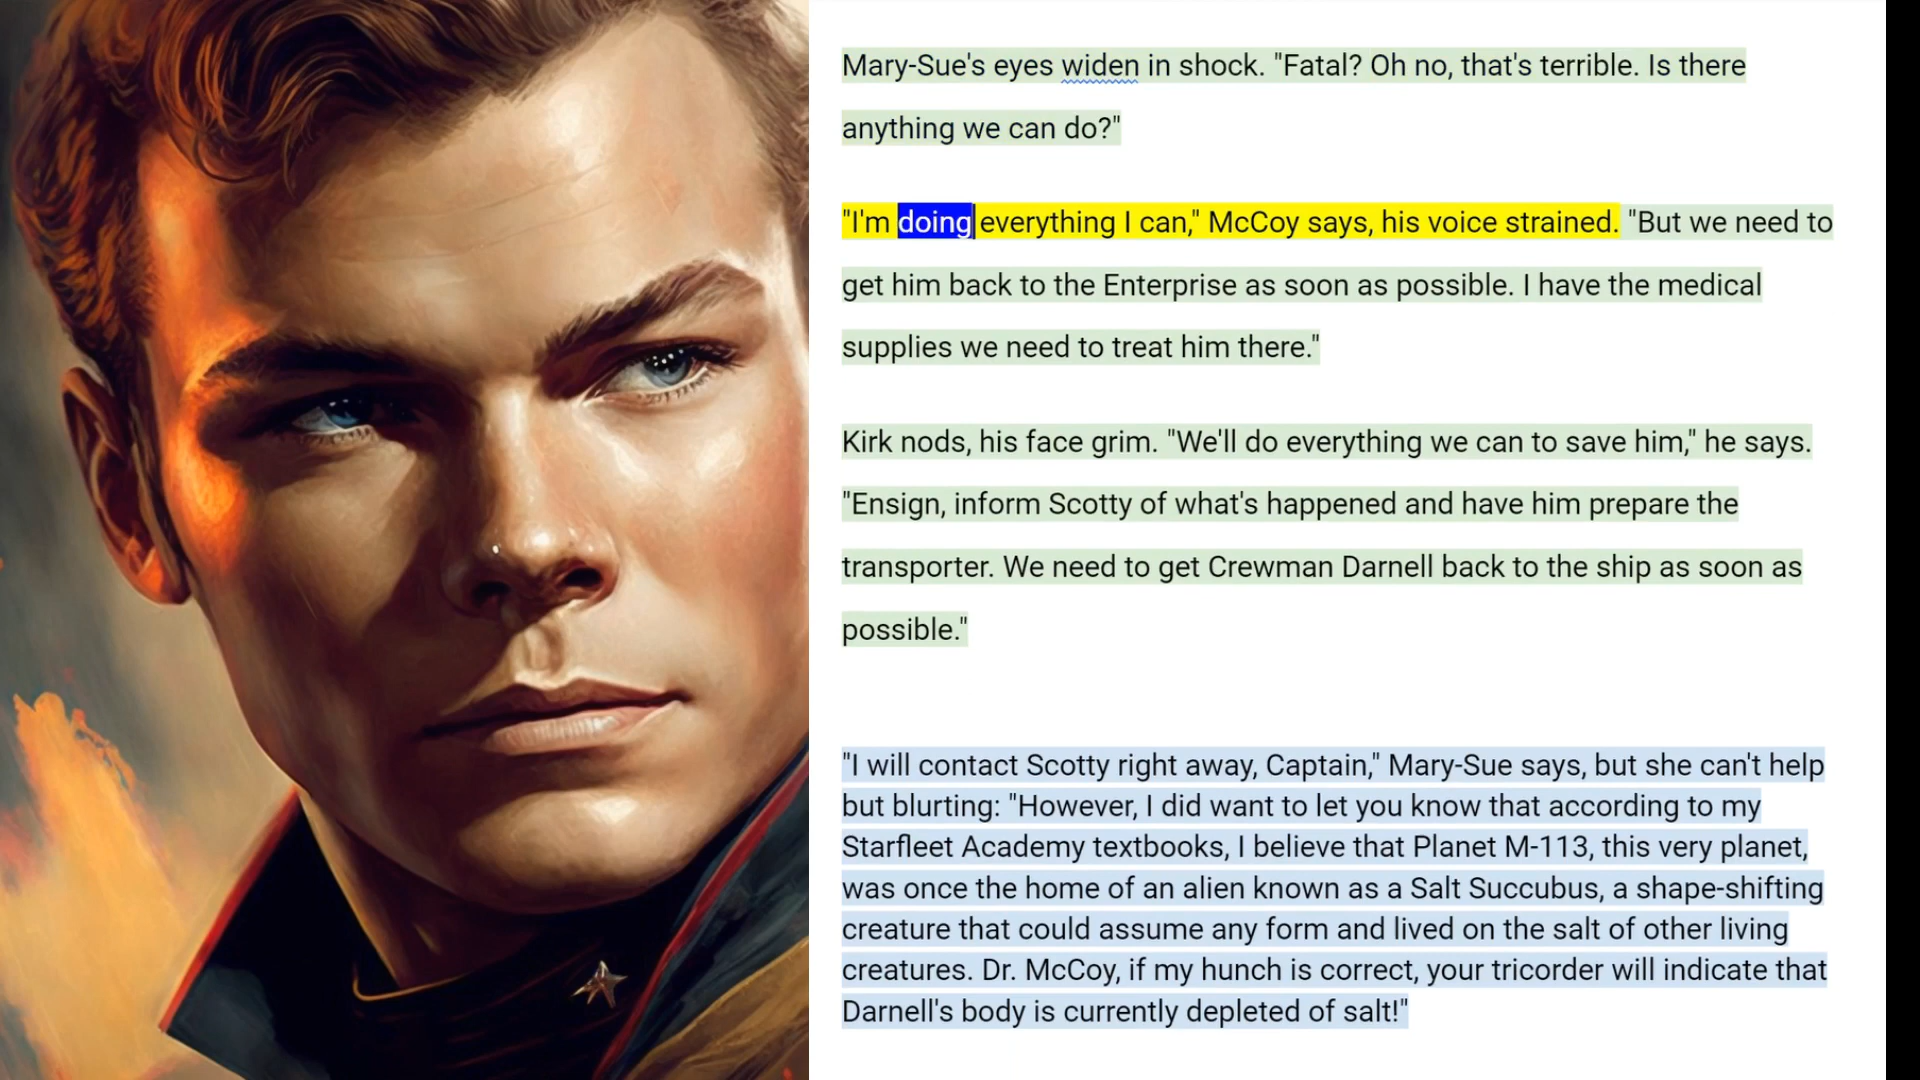 Mary-Sue's eyes widen in shock. "Fatal? Oh no, that's terrible. Is there
anything we can do?"
"I'm doing everything I can," McCoy says, his voice strained. "But we need to
get him back to the Enterprise as soon as possible. I have the medical
supplies we need to treat him there."
Kirk nods, his face grim. "We'll do everything we can to save him," he says.
"Ensign, inform Scotty of what's happened and have him prepare the
transporter. We need to get Crewman Darnell back to the ship as soon as
possible."
"I will contact Scotty right away, Captain," Mary-Sue says, but she can't help
but blurting: "However, I did want to let you know that according to my
Starfleet Academy textbooks, I believe that Planet M-113, this very planet,
was once the home of an alien known as a Salt Succubus, a shape-shifting
creature that could assume any form and lived on the salt of other living
creatures. Dr. McCoy, if my hunch is correct, your tricorder will indicate that
Darnell's body is currently depleted of salt!"